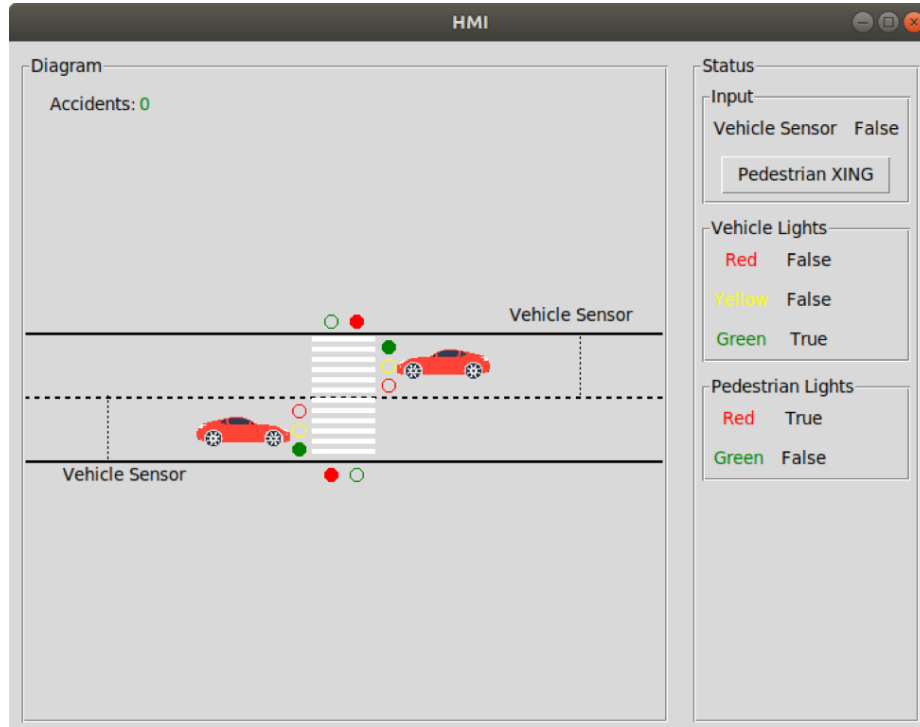 HMI
Diagram
Accidents: 0
Vehicle Sensor
Vehicle Sensor
Status
Input
Vehicle Sensor False
Pedestrian XING
Vehicle Lights
Red False
Yellow False
Green True
Pedestrian Lights
Red True
Green False